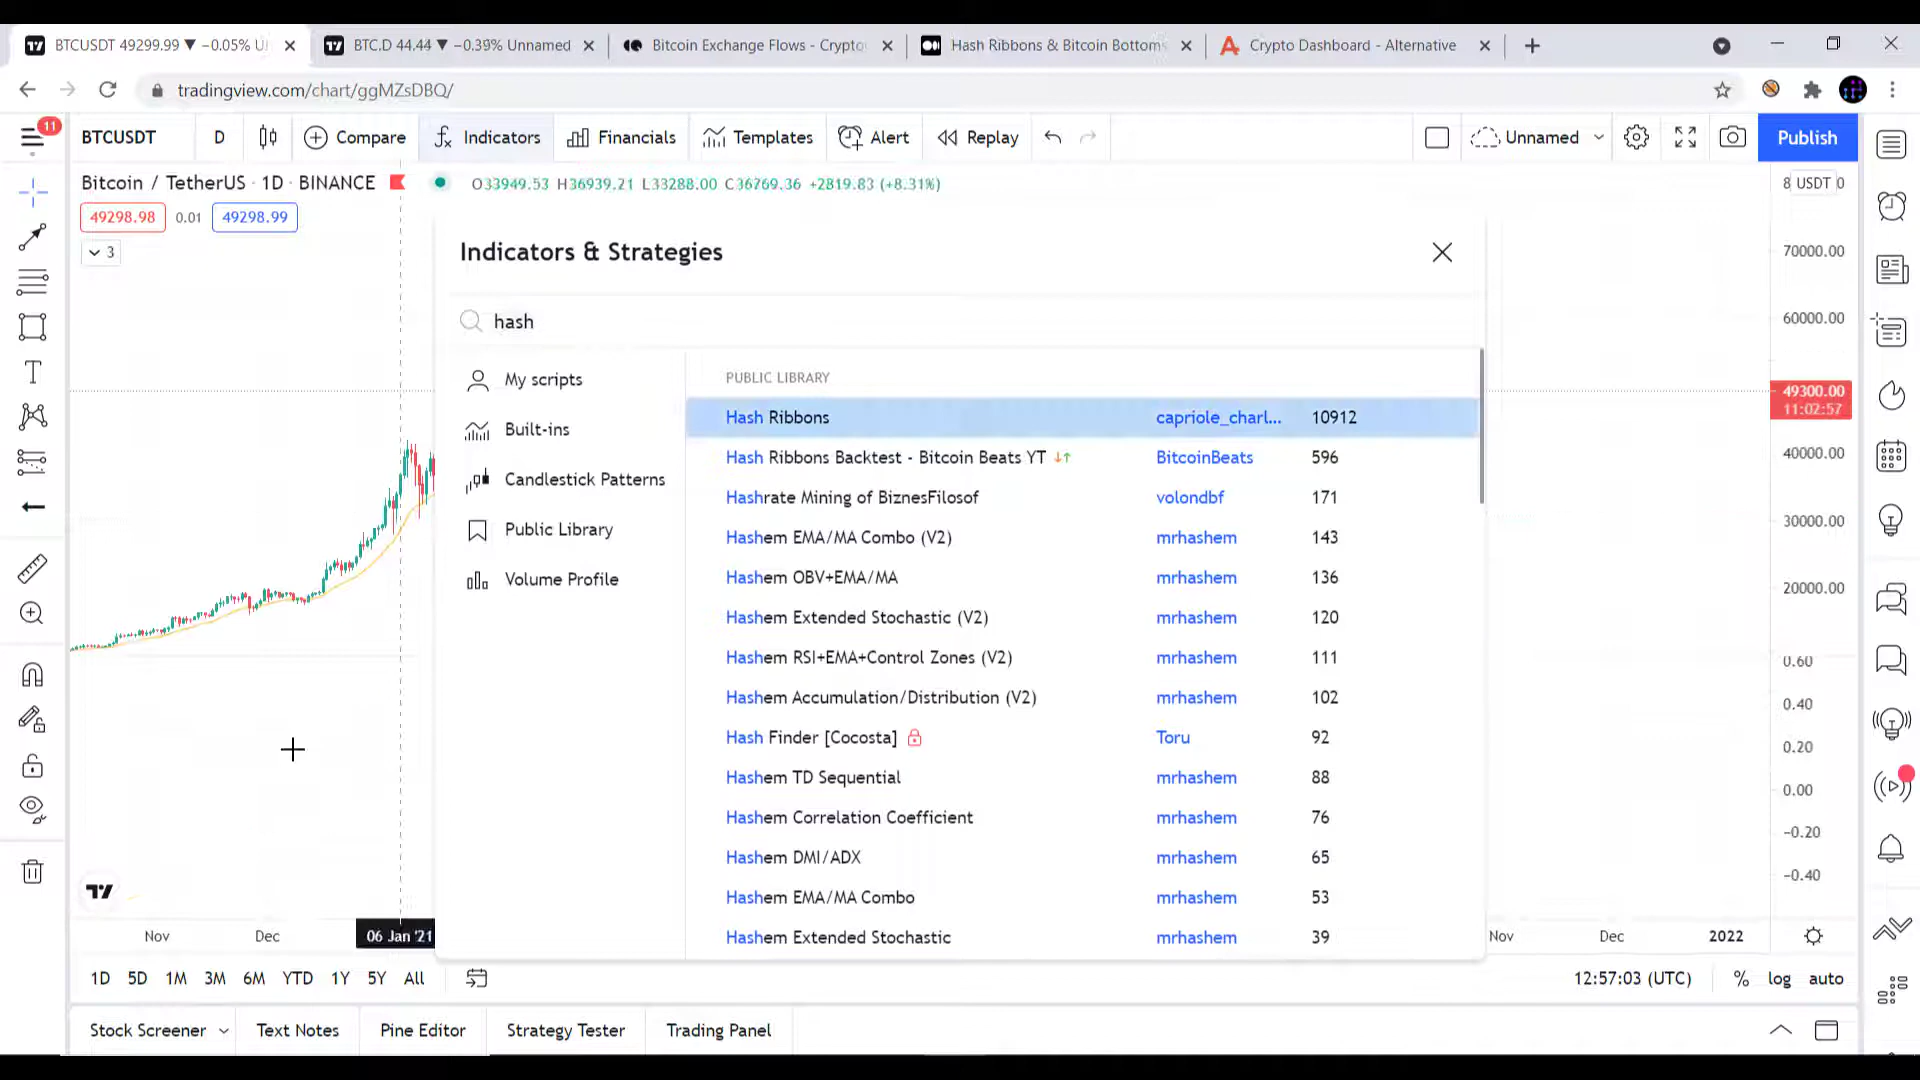 BTCUSDT 49299.99 ▼ −0.05% Un
BTC.D 44.44 ▼ −0.39% Unnamed
Bitcoin Exchange Flows - Crypto
Hash Ribbons & Bitcoin Bottoms
Crypto Dashboard - Alternative
tradingview.com/chart/ggMZsDBQ/
11
BTCUSDT
D
Compare
Indicators
Financials
Templates
Alert
Replay
Unnamed
Publish
Bitcoin / TetherUS · 1D · BINANCE
O33949.53 H36939.21 L33288.00 C36769.36 +2819.83 (+8.31%)
8 USDT 0
49298.98
0.01
49298.99
3
Indicators & Strategies
hash
My scripts
Built-ins
Candlestick Patterns
Public Library
Volume Profile
PUBLIC LIBRARY
Hash Ribbons capriole_charl... 10912
Hash Ribbons Backtest - Bitcoin Beats YT BitcoinBeats 596
Hashrate Mining of BiznesFilosof volondbf 171
Hashem EMA/MA Combo (V2) mrhashem 143
Hashem OBV+EMA/MA mrhashem 136
Hashem Extended Stochastic (V2) mrhashem 120
Hashem RSI+EMA+Control Zones (V2) mrhashem 111
Hashem Accumulation/Distribution (V2) mrhashem 102
Hash Finder [Cocosta] Toru 92
Hashem TD Sequential mrhashem 88
Hashem Correlation Coefficient mrhashem 76
Hashem DMI/ADX mrhashem 65
Hashem EMA/MA Combo mrhashem 53
Hashem Extended Stochastic mrhashem 39
70000.00
60000.00
49300.00
11:02:57
40000.00
30000.00
20000.00
0.60
0.40
0.20
0.00
−0.20
−0.40
Nov
Dec
06 Jan '21
Nov
Dec
2022
1D
5D
1M
3M
6M
YTD
1Y
5Y
All
12:57:03 (UTC)
%
log
auto
Stock Screener
Text Notes
Pine Editor
Strategy Tester
Trading Panel